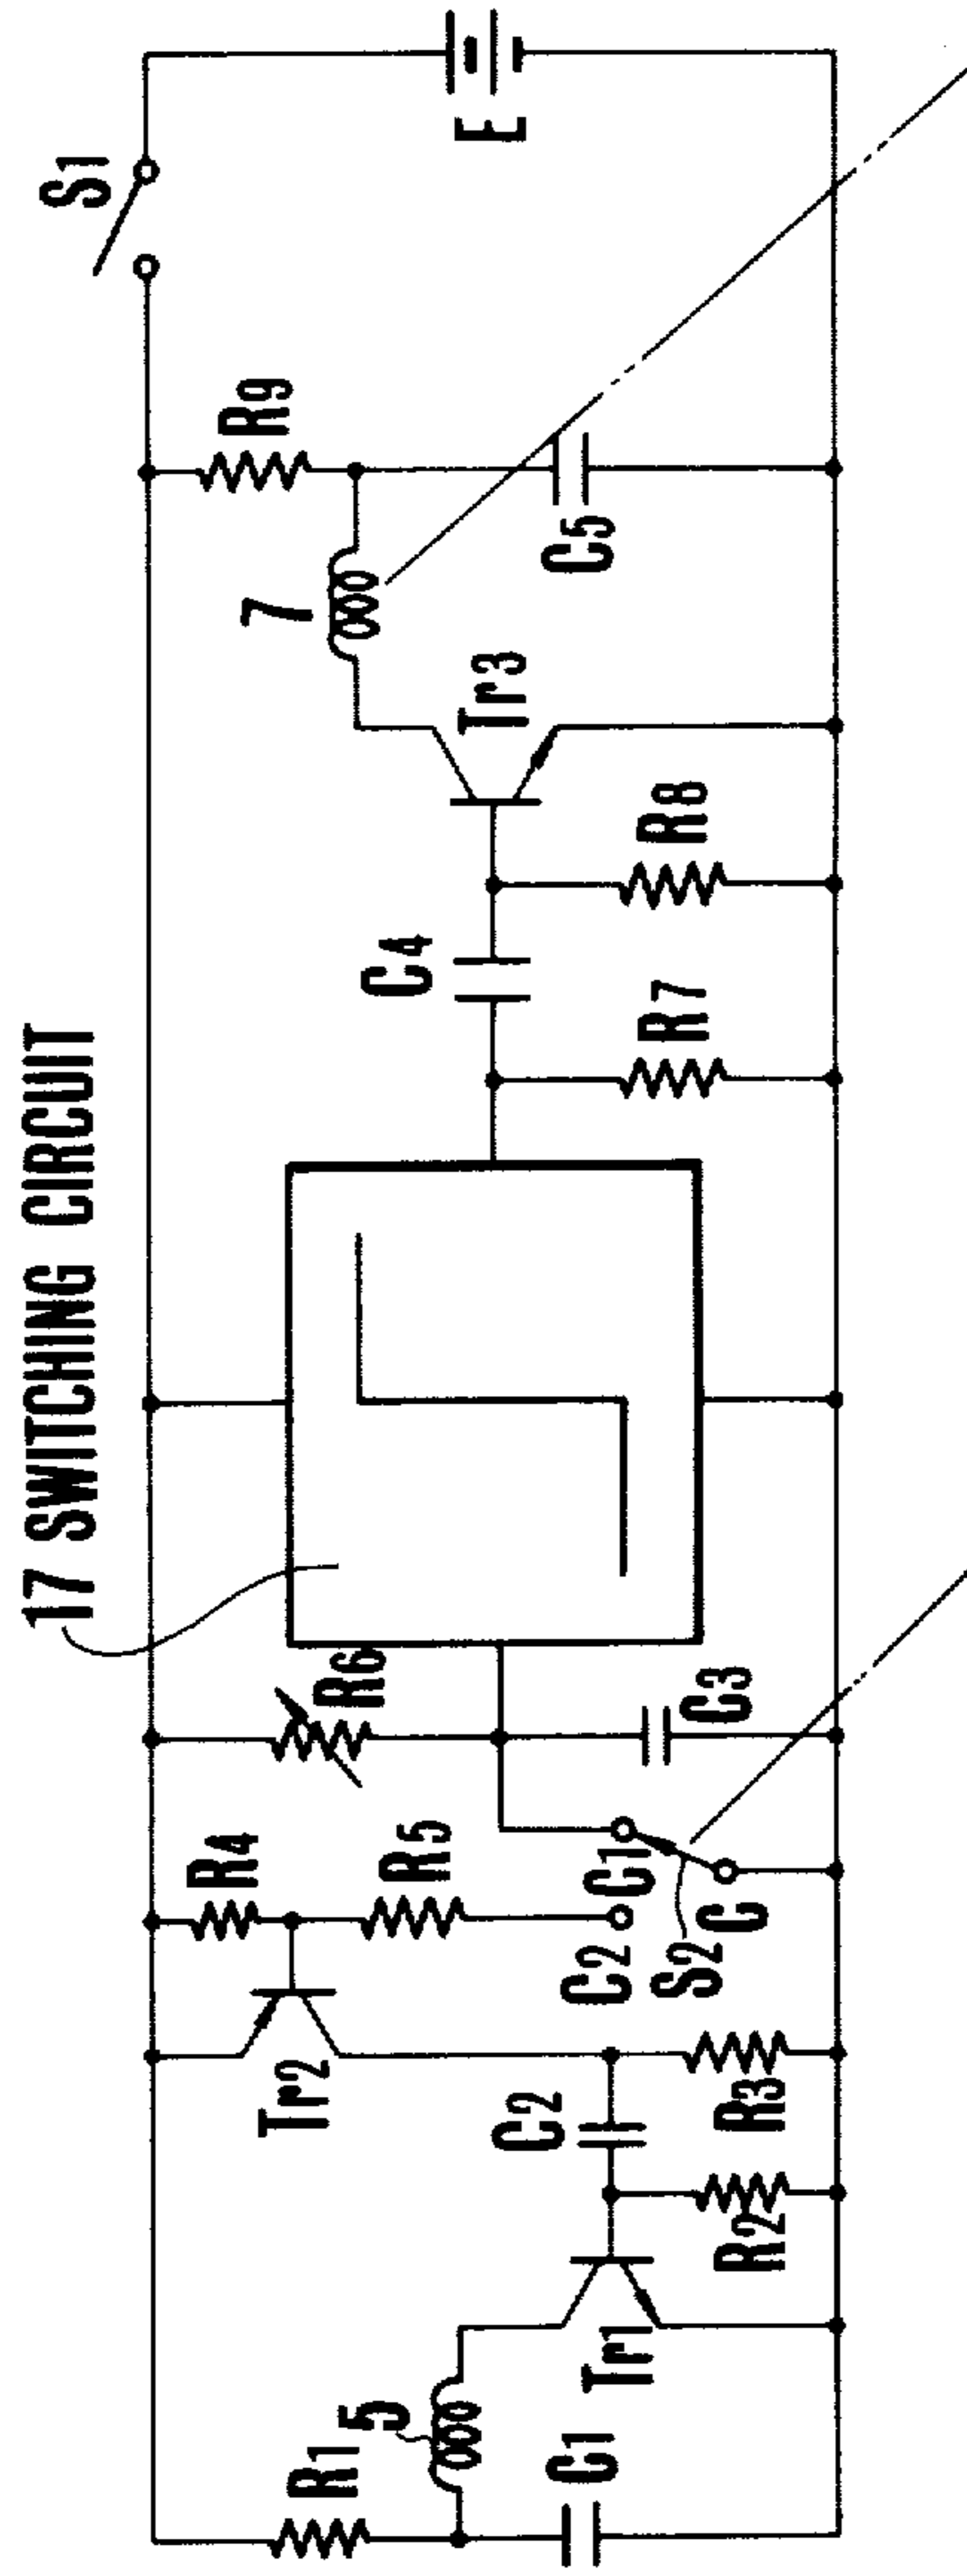 17 SWITCHING CIRCUIT
S1
E
R9
7
C5
Tr3
R8
C4
R7
R6
C3
R4
R5
C1
C2
S2
C
Tr2
C2
R3
R2
Tr1
5
R1
C1